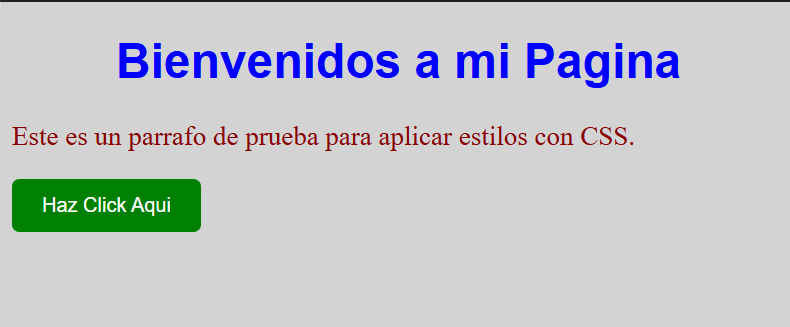 Bienvenidos a mi Pagina
Este es un parrafo de prueba para aplicar estilos con CSS.
Haz Click Aqui